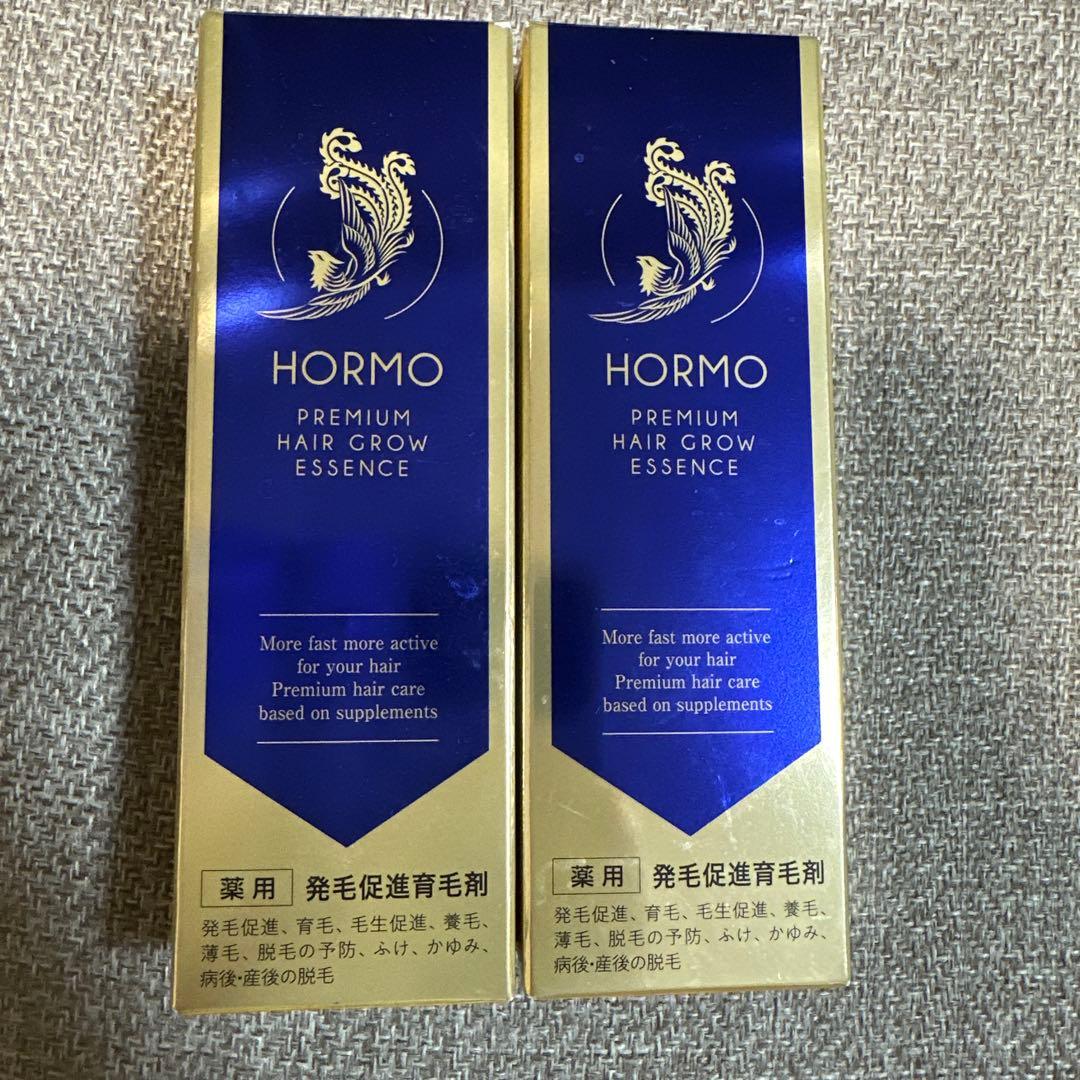 HORMO
PREMIUM
HAIR GROW
ESSENCE
More fast more active
for your hair
Premium hair care
based on supplements
薬用 発毛促進育毛剤
発毛促進、育毛、毛生促進、養毛、
薄毛、脱毛の予防、ふけ、かゆみ、
病後・産後の脱毛
HORMO
PREMIUM
HAIR GROW
ESSENCE
More fast more active
for your hair
Premium hair care
based on supplements
薬用 発毛促進育毛剤
発毛促進、育毛、毛生促進、養毛、
薄毛、脱毛の予防、ふけ、かゆみ、
病後・産後の脱毛